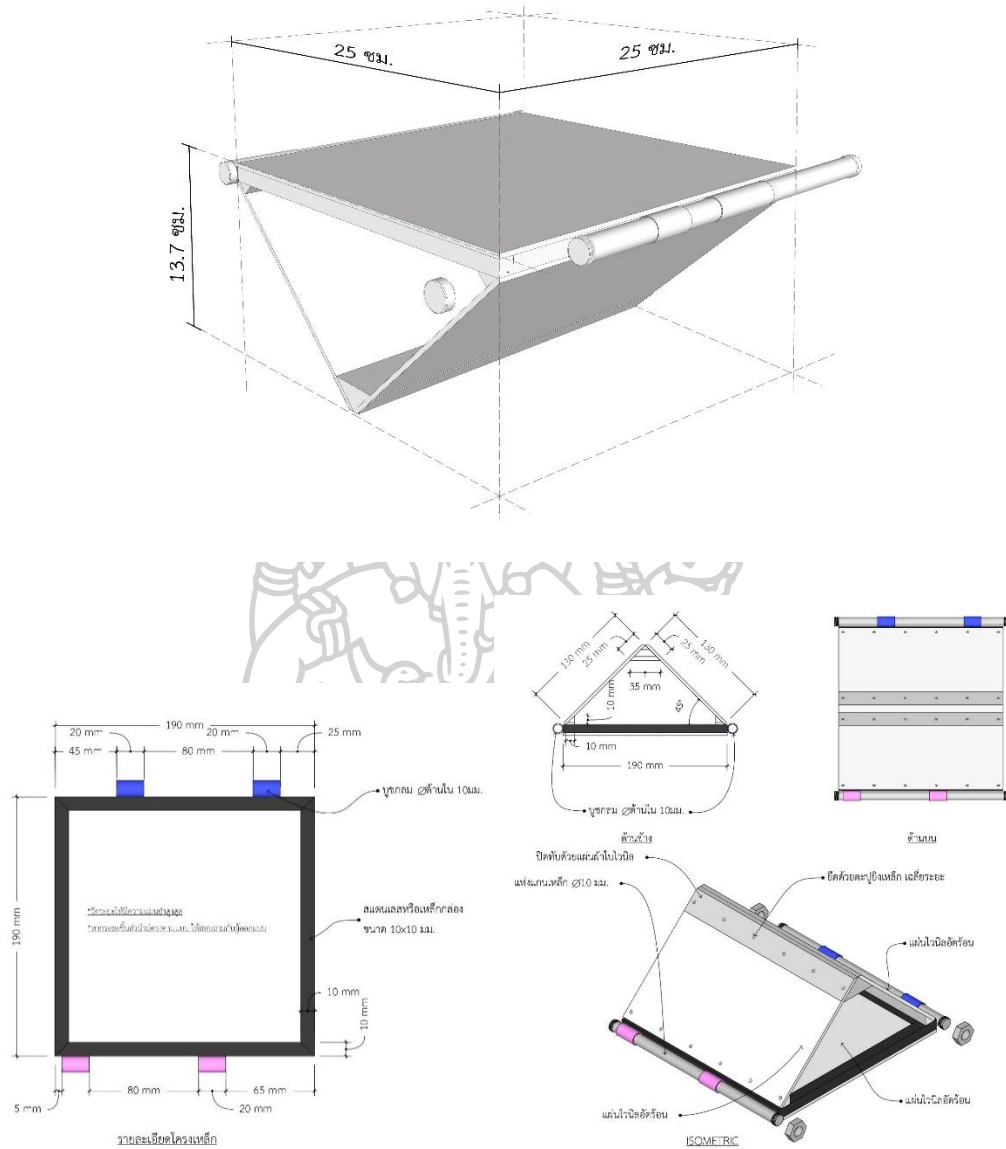 25 ซม.
25 ซม.
13.7 ซม.
190 mm
20 mm
20 mm
25 mm
45 mm
80 mm
บูชกลม Øด้านใน 10มม.
190 mm
สแตนเลสหรือเหล็กกล่อง
ขนาด 10x10 มม.
10 mm
10 mm
5 mm
80 mm
65 mm
20 mm
รายละเอียดโครงเหล็ก
130 mm
25 mm
25 mm
130 mm
35 mm
10 mm
45°
10 mm
190 mm
บูชกลม Øด้านใน 10มม.
ด้านข้าง
ด้านบน
ปิดทับด้วยแผ่นผ้าใบไวนิล
แท่งแกนเหล็ก Ø10 มม.
ยึดด้วยตะปูยิงเหล็ก เฉลี่ยระยะ
แผ่นไวนิลอัดร้อน
แผ่นไวนิลอัดร้อน
แผ่นไวนิลอัดร้อน
ISOMETRIC